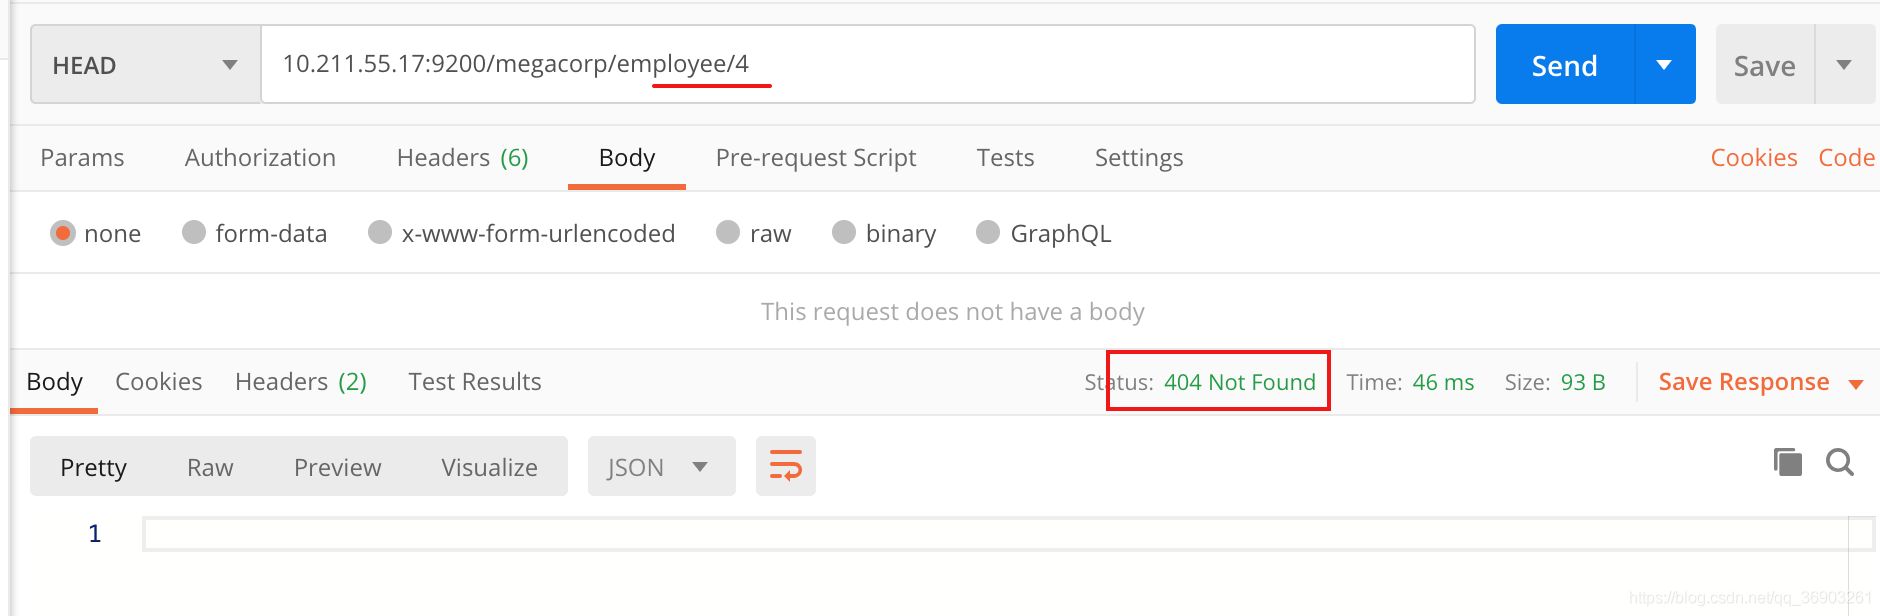 HEAD 10.211.55.17:9200/megacorp/employee/4 Send Save
Params Authorization Headers (6) Body Pre-request Script Tests Settings Cookies Code
none form-data x-www-form-urlencoded raw binary GraphQL
This request does not have a body
Body Cookies Headers (2) Test Results Status: 404 Not Found Time: 46 ms Size: 93 B Save Response
Pretty Raw Preview Visualize JSON
1
https://blog.csdn.net/qq_36903261